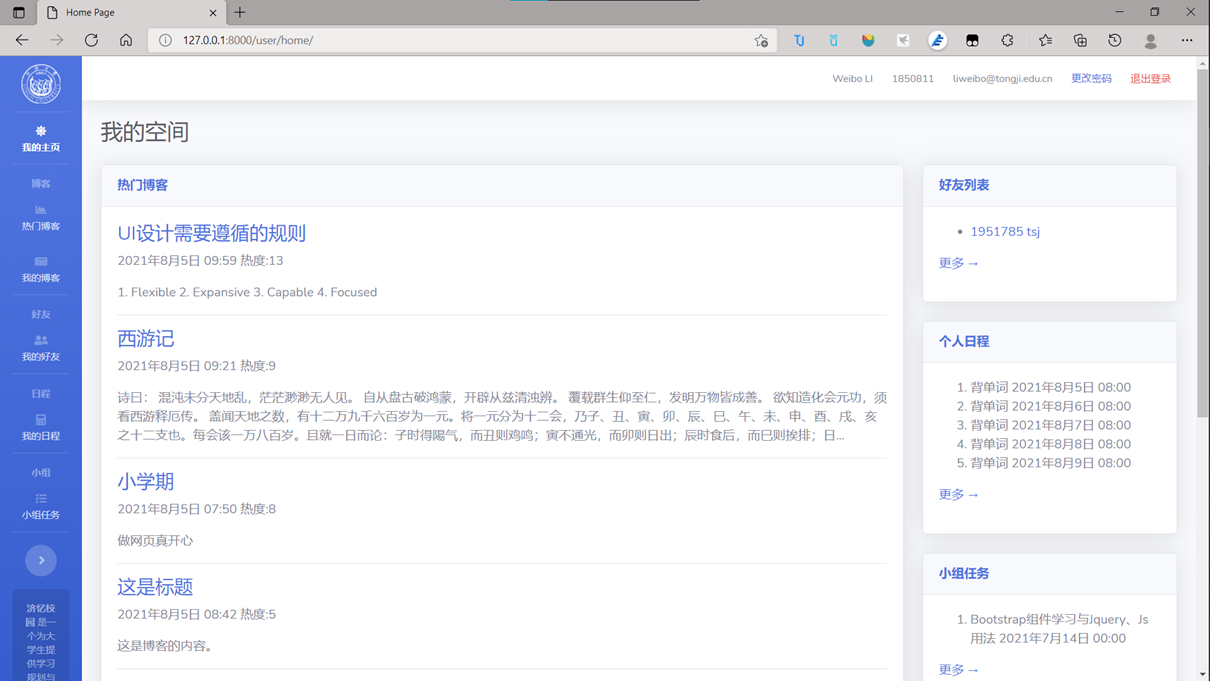 Home Page
127.0.0.1:8000/user/home/
Weibo LI 1850811 liweibo@tongji.edu.cn 更改密码 退出登录
我的主页
博客
热门博客
我的博客
好友
我的好友
日程
我的日程
小组
小组任务
济忆校
园 是一
个为大
学生提
供学习
规划与
我的空间
热门博客
UI设计需要遵循的规则
2021年8月5日 09:59 热度:13
1. Flexible 2. Expansive 3. Capable 4. Focused
西游记
2021年8月5日 09:21 热度:9
诗曰： 混沌未分天地乱，茫茫渺渺无人见。 自从盘古破鸿蒙，开辟从兹清浊辨。 覆载群生仰至仁，发明万物皆成善。 欲知造化会元功，须
看西游释厄传。 盖闻天地之数，有十二万九千六百岁为一元。将一元分为十二会，乃子、丑、寅、卯、辰、巳、午、未、申、酉、戌、亥
之十二支也。每会该一万八百岁。且就一日而论：子时得陽气，而丑则鸡鸣；寅不通光，而卯则日出；辰时食后，而巳则挨排；日...
小学期
2021年8月5日 07:50 热度:8
做网页真开心
这是标题
2021年8月5日 08:42 热度:5
这是博客的内容。
好友列表
• 1951785 tsj
更多 →
个人日程
1. 背单词 2021年8月5日 08:00
2. 背单词 2021年8月6日 08:00
3. 背单词 2021年8月7日 08:00
4. 背单词 2021年8月8日 08:00
5. 背单词 2021年8月9日 08:00
更多 →
小组任务
1. Bootstrap组件学习与Jquery、Js
用法 2021年7月14日 00:00
更多 →